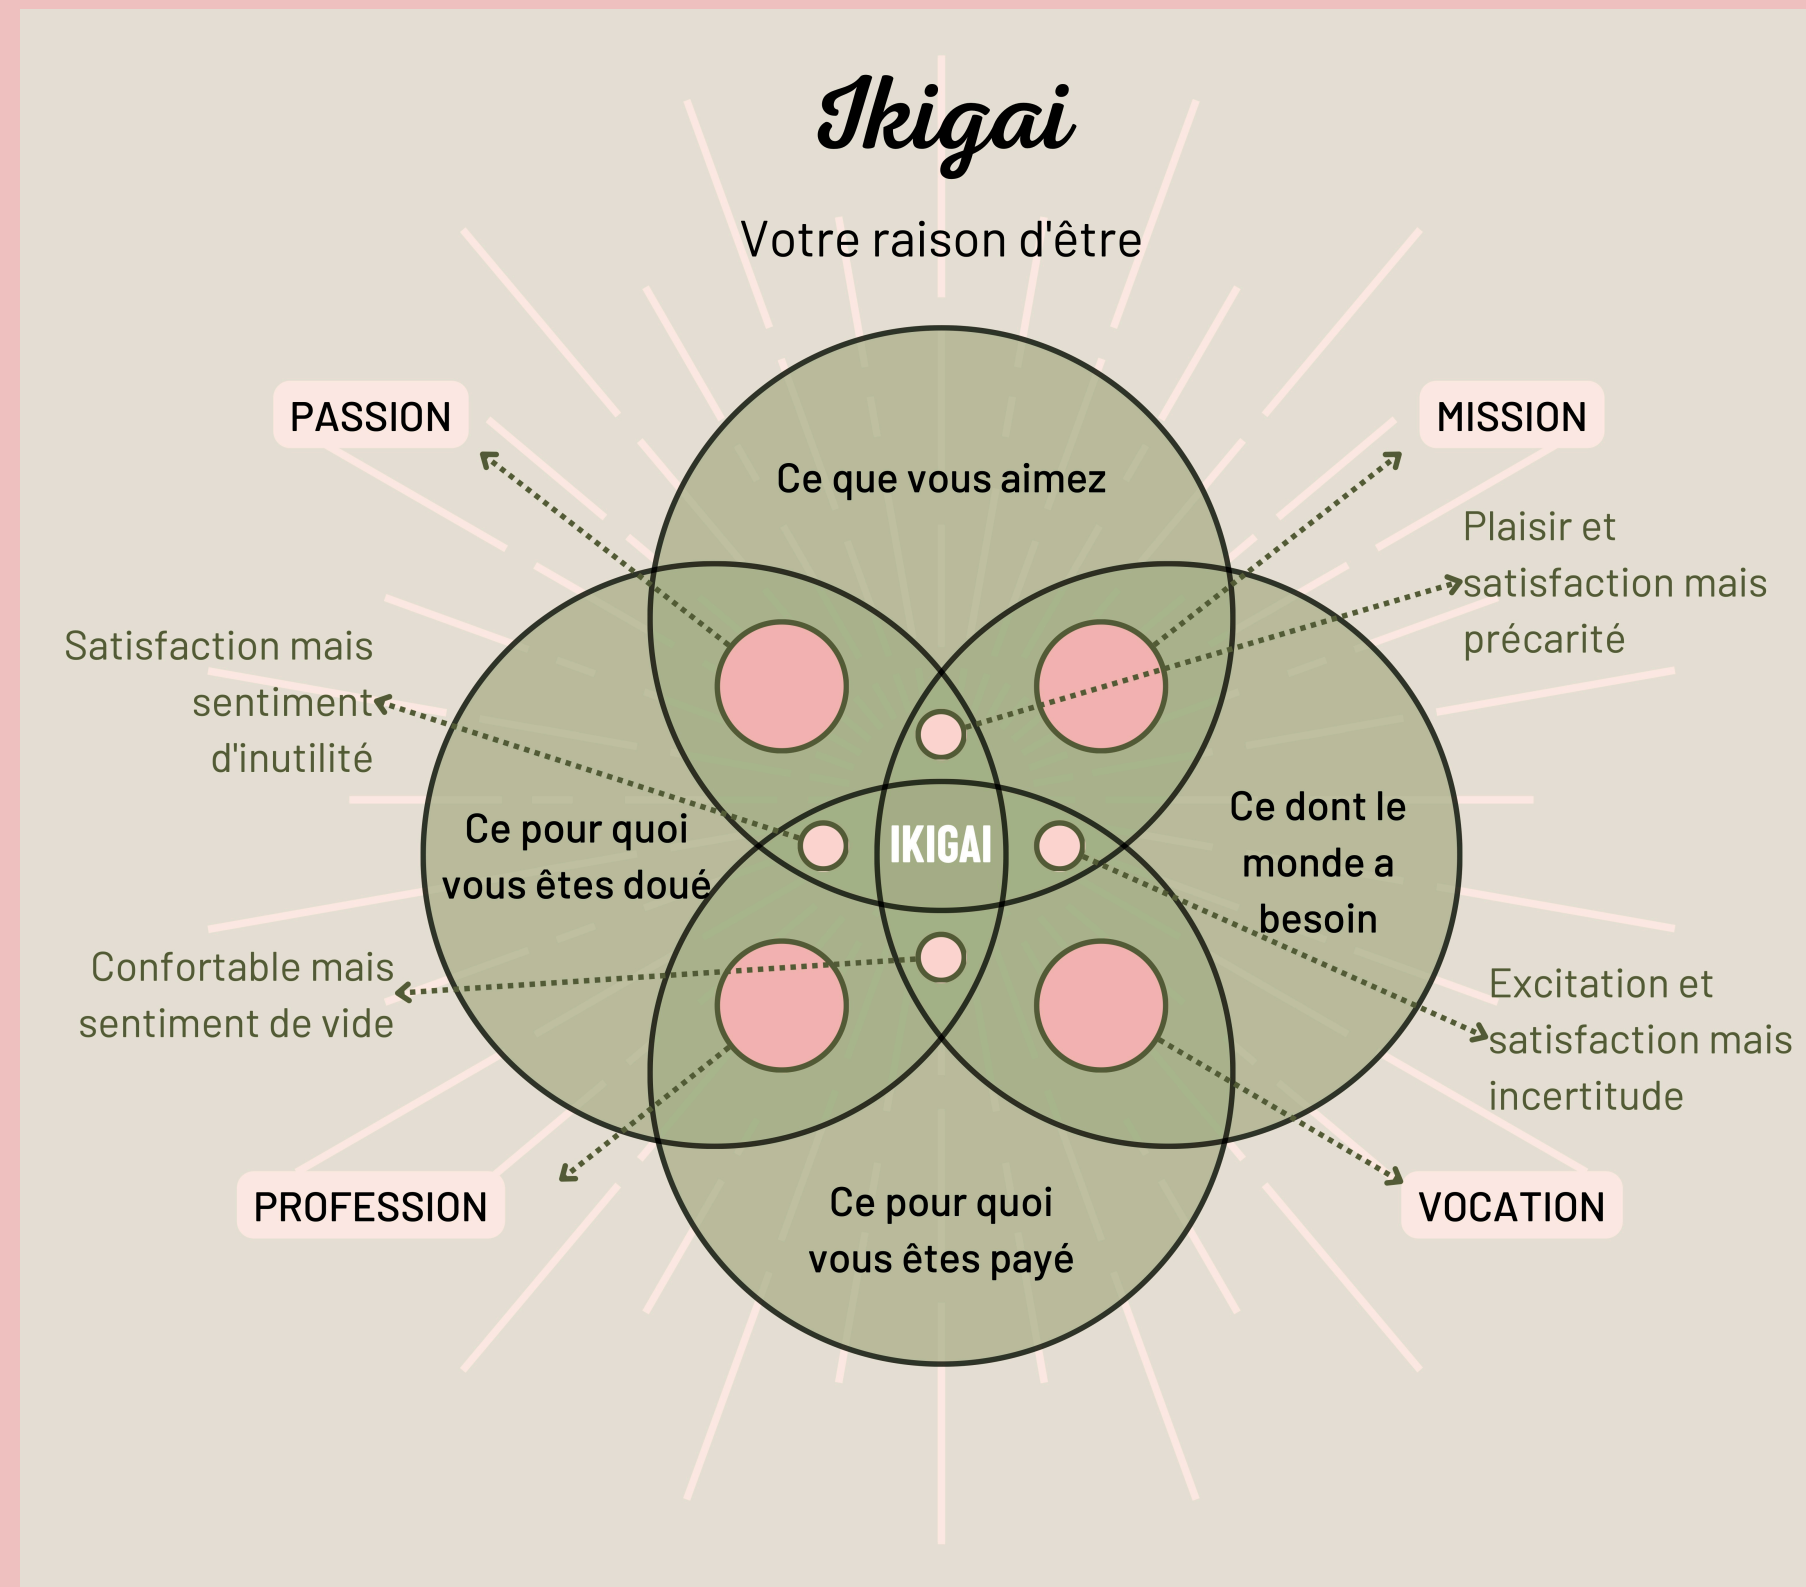 Ikigai
Votre raison d'être
PASSION
MISSION
Ce que vous aimez
Plaisir et
satisfaction mais
précarité
Satisfaction mais
sentiment
d'inutilité
Ce pour quoi
vous êtes doué
IKIGAI
Ce dont le
monde a
besoin
Confortable mais
sentiment de vide
Excitation et
satisfaction mais
incertitude
PROFESSION
Ce pour quoi
vous êtes payé
VOCATION